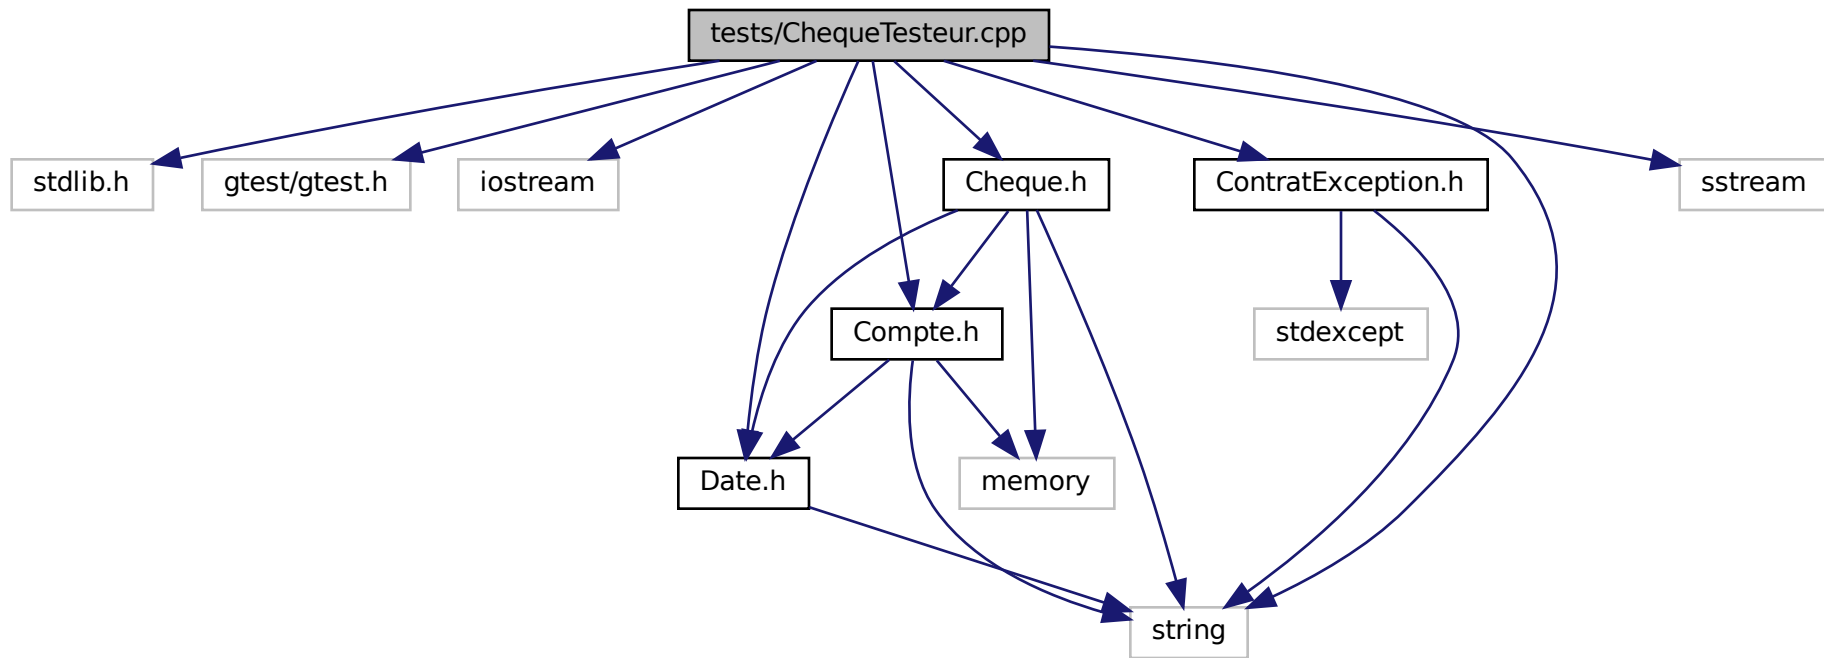 tests/ChequeTesteur.cpp
stdlib.h
gtest/gtest.h
iostream
Cheque.h
ContratException.h
sstream
Compte.h
stdexcept
Date.h
memory
string